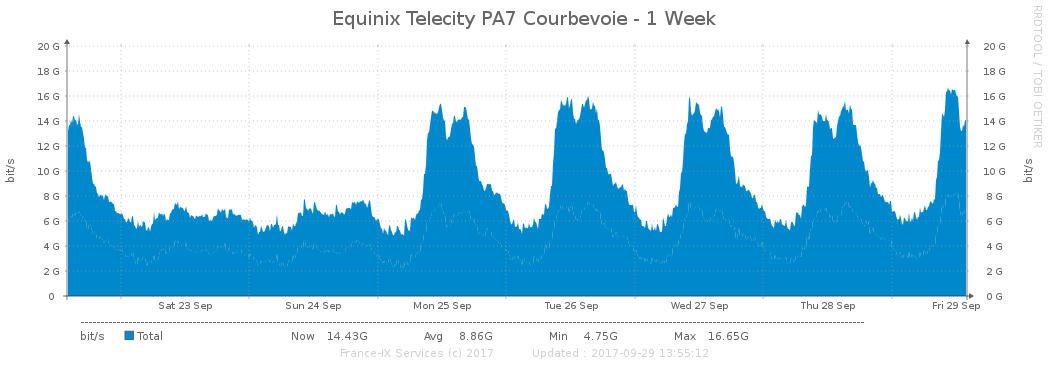 Equinix Telecity PA7 Courbevoie - 1 Week
RRDTOOL / TOBI OETIKER
20 G 20 G
18 G 18 G
16 G 16 G
14 G 14 G
12 G 12 G
10 G 10 G
8 G 8 G
6 G 6 G
4 G 4 G
2 G 2 G
0 0 G
bit/s
bit/s
Sat 23 Sep Sun 24 Sep Mon 25 Sep Tue 26 Sep Wed 27 Sep Thu 28 Sep Fri 29 Sep
bit/s Total Now 14.43G Avg 8.86G Min 4.75G Max 16.65G
France-IX Services (c) 2017 Updated : 2017-09-29 13:55:12